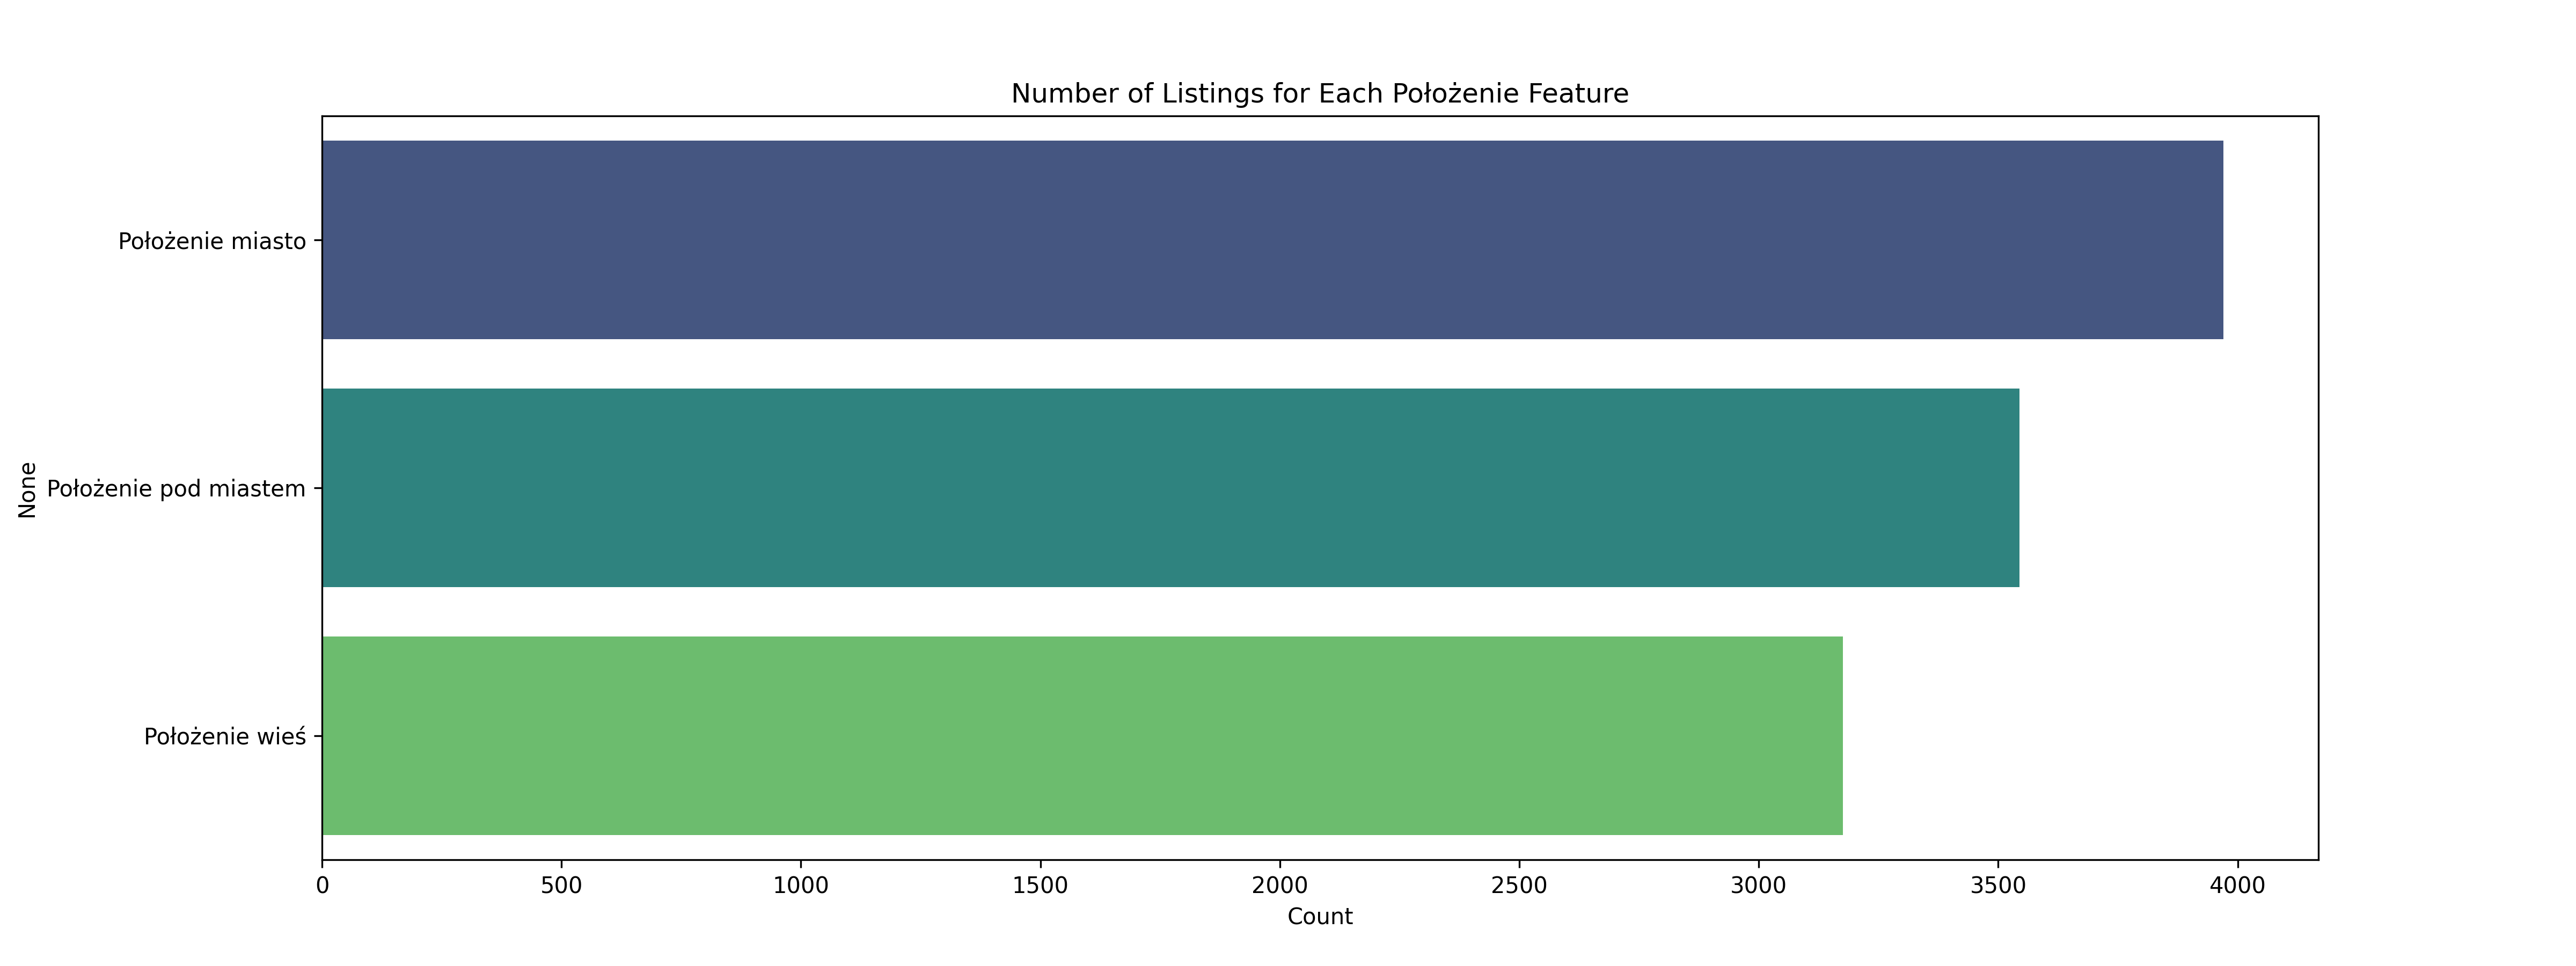 Number of Listings for Each Położenie Feature
Położenie miasto
Położenie pod miastem
Położenie wieś
None
0 500 1000 1500 2000 2500 3000 3500 4000
Count